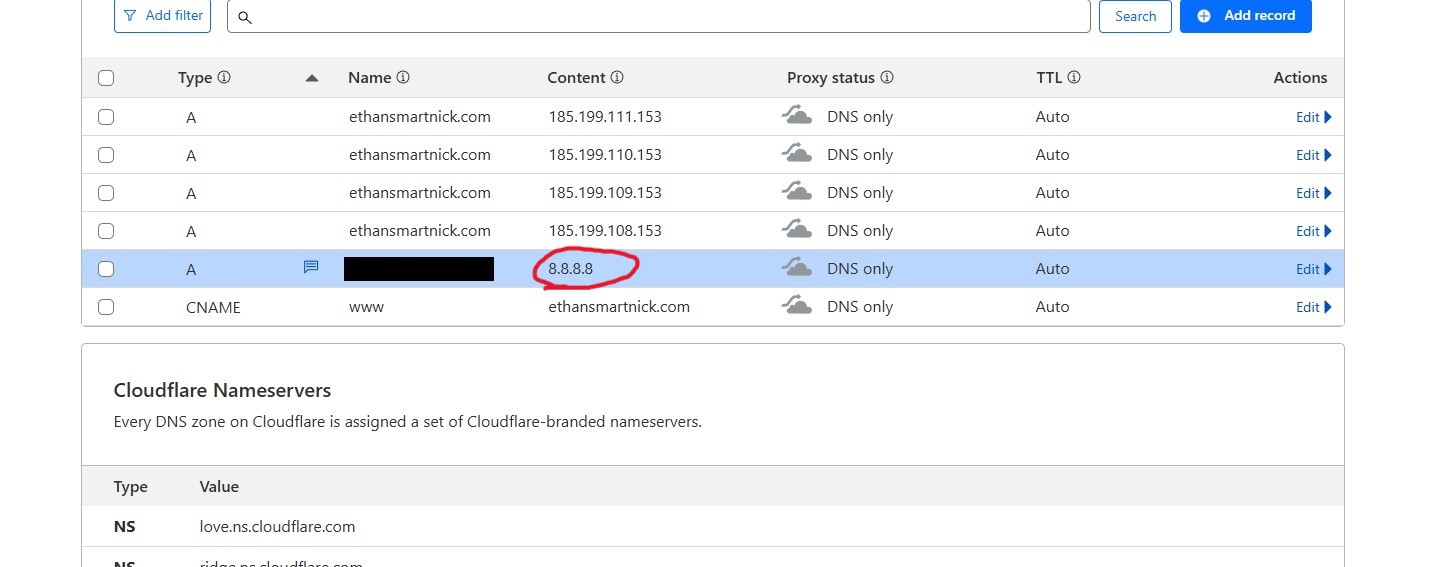 Add filter Search Add record
Type Name Content Proxy status TTL Actions
A ethansmartnick.com 185.199.111.153 DNS only Auto Edit
A ethansmartnick.com 185.199.110.153 DNS only Auto Edit
A ethansmartnick.com 185.199.109.153 DNS only Auto Edit
A ethansmartnick.com 185.199.108.153 DNS only Auto Edit
A 8.8.8.8 DNS only Auto Edit
CNAME www ethansmartnick.com DNS only Auto Edit
Cloudflare Nameservers
Every DNS zone on Cloudflare is assigned a set of Cloudflare-branded nameservers.
Type Value
NS love.ns.cloudflare.com
NS ridge.ns.cloudflare.com